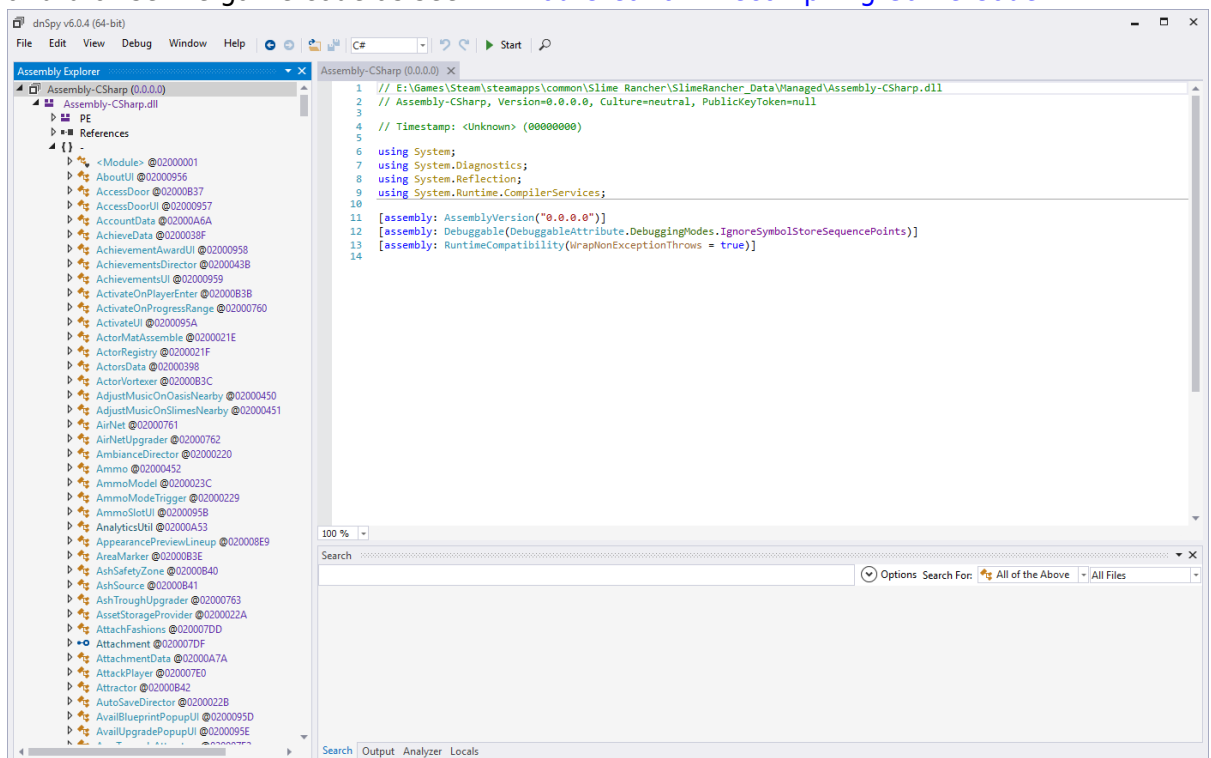 dnSpy v6.0.4 (64-bit)
File Edit View Debug Window Help C# Start
Assembly Explorer
Assembly-CSharp (0.0.0.0)
Assembly-CSharp.dll
PE
References
{ } -
<Module> @02000001
AboutUI @02000956
AccessDoor @02000B37
AccessDoorUI @02000957
AccountData @02000A6A
AchieveData @0200038F
AchievementAwardUI @02000958
AchievementsDirector @0200043B
AchievementsUI @02000959
ActivateOnPlayerEnter @02000B3B
ActivateOnProgressRange @02000760
ActivateUI @0200095A
ActorMatAssemble @0200021E
ActorRegistry @0200021F
ActorsData @02000398
ActorVortexer @02000B3C
AdjustMusicOnOasisNearby @02000450
AdjustMusicOnSlimesNearby @02000451
AirNet @02000761
AirNetUpgrader @02000762
AmbianceDirector @02000220
Ammo @02000452
AmmoModel @0200023C
AmmoModeTrigger @02000229
AmmoSlotUI @0200095B
AnalyticsUtil @02000A53
AppearancePreviewLineup @020008E9
AreaMarker @02000B3E
AshSafetyZone @02000B40
AshSource @02000B41
AshTroughUpgrader @02000763
AssetStorageProvider @0200022A
AttachFashions @020007DD
Attachment @020007DF
AttachmentData @02000A7A
AttackPlayer @020007E0
Attractor @02000B42
AutoSaveDirector @0200022B
AvailBlueprintPopupUI @0200095D
AvailUpgradePopupUI @0200095E
Assembly-CSharp (0.0.0.0)
1 // E:\Games\Steam\steamapps\common\Slime Rancher\SlimeRancher_Data\Managed\Assembly-CSharp.dll
2 // Assembly-CSharp, Version=0.0.0.0, Culture=neutral, PublicKeyToken=null
3
4 // Timestamp: <Unknown> (00000000)
5
6 using System;
7 using System.Diagnostics;
8 using System.Reflection;
9 using System.Runtime.CompilerServices;
10
11 [assembly: AssemblyVersion("0.0.0.0")]
12 [assembly: Debuggable(DebuggableAttribute.DebuggingModes.IgnoreSymbolStoreSequencePoints)]
13 [assembly: RuntimeCompatibility(WrapNonExceptionThrows = true)]
14
100 %
Search
Options Search For: All of the Above All Files
Search Output Analyzer Locals